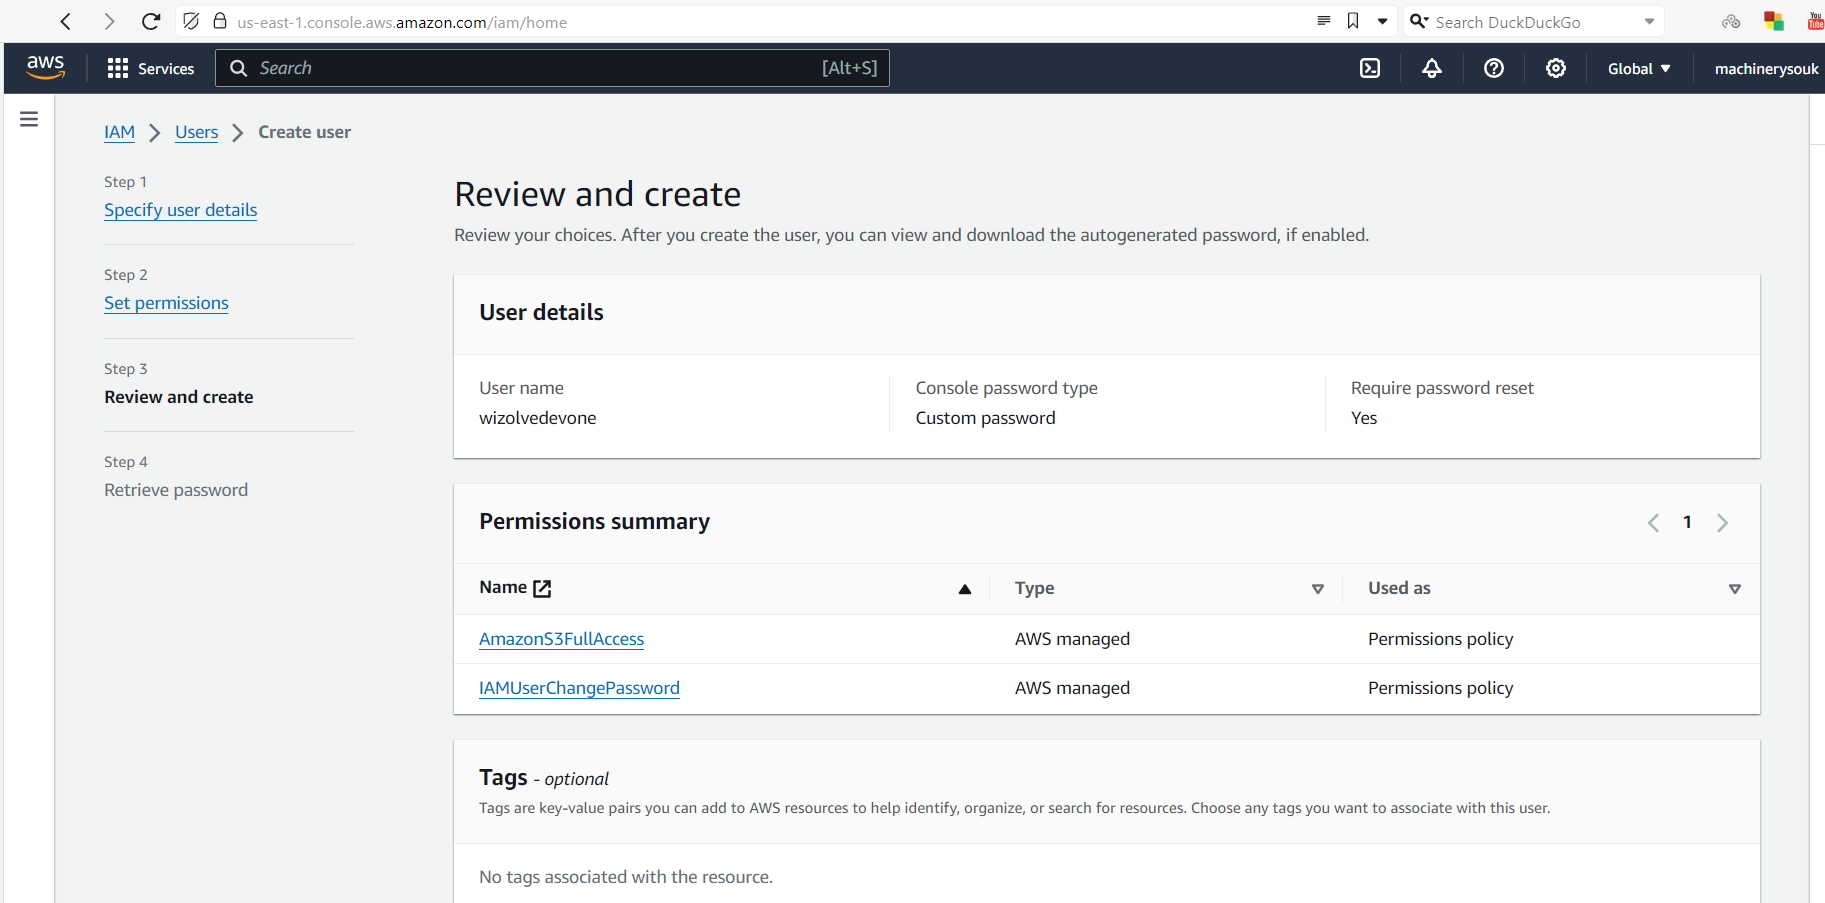 us-east-1.console.aws.amazon.com/iam/home
Search DuckDuckGo
You
Tube
aws
Services
Search
[Alt+S]
Global
machinerysouk
IAM
Users
Create user
Step 1
Specify user details
Step 2
Set permissions
Step 3
Review and create
Step 4
Retrieve password
Review and create
Review your choices. After you create the user, you can view and download the autogenerated password, if enabled.
User details
User name
wizolvedevone
Console password type
Custom password
Require password reset
Yes
Permissions summary
1
Name
Type
Used as
AmazonS3FullAccess
AWS managed
Permissions policy
IAMUserChangePassword
AWS managed
Permissions policy
Tags - optional
Tags are key-value pairs you can add to AWS resources to help identify, organize, or search for resources. Choose any tags you want to associate with this user.
No tags associated with the resource.